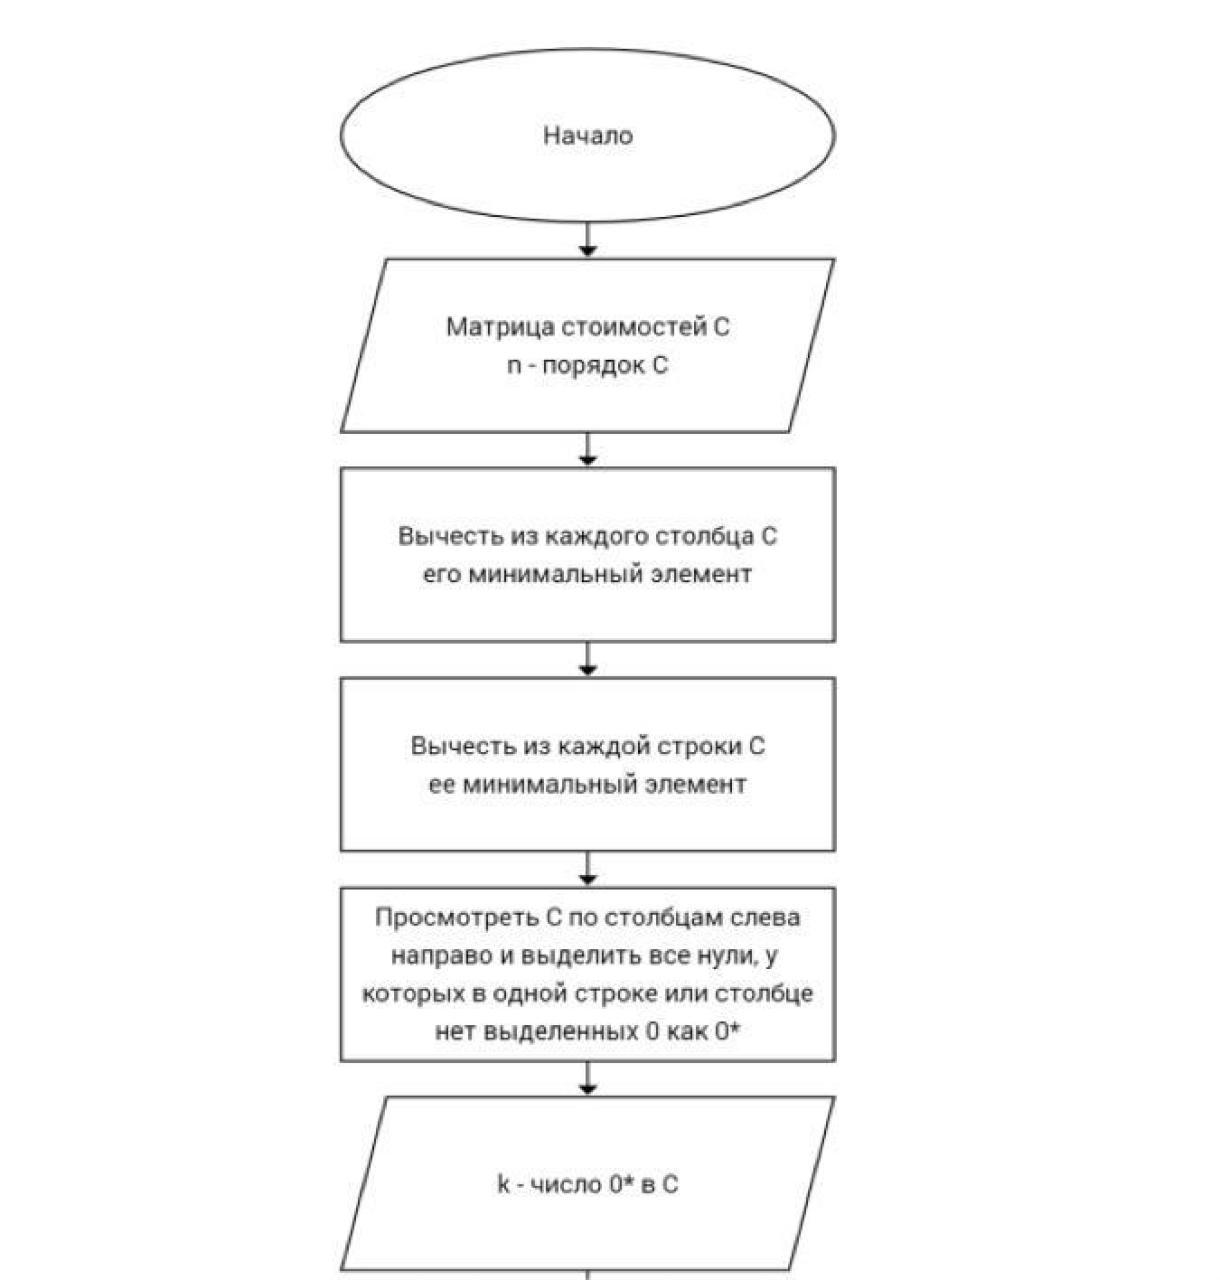 Начало
Матрица стоимостей С
n - порядок С
Вычесть из каждого столбца С
его минимальный элемент
Вычесть из каждой строки С
ее минимальный элемент
Просмотреть С по столбцам слева
направо и выделить все нули, у
которых в одной строке или столбце
нет выделенных 0 как 0*
k - число 0* в С